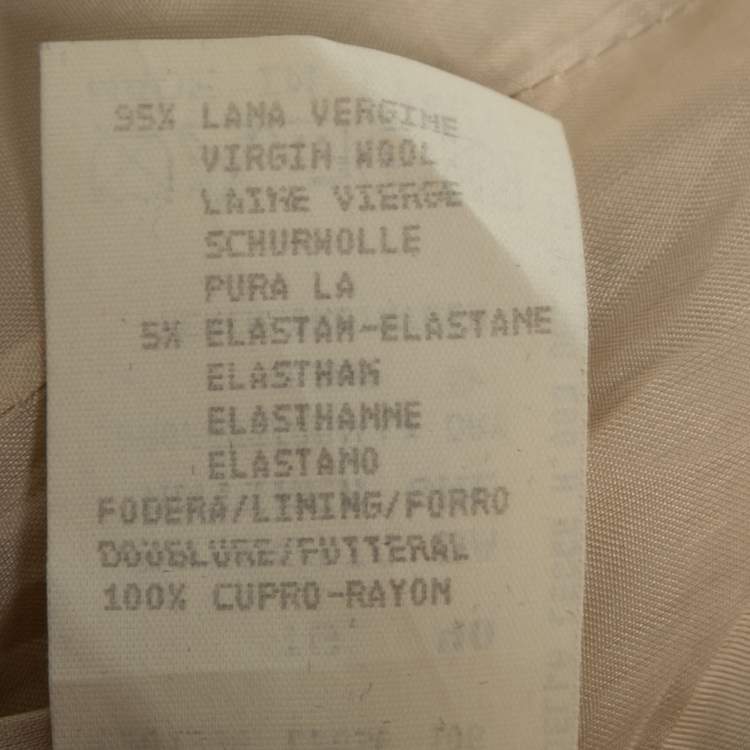 95% LANA VERGINE
VIRGIN WOOL
LAINE VIERGE
SCHURWOLLE
PURA LA
5% ELASTAN-ELASTANE
ELASTHAN
ELASTHANNE
ELASTANO
FODERA/LINING/FORRO
DOUBLURE/FUTTERAL
100% CUPRO-RAYON